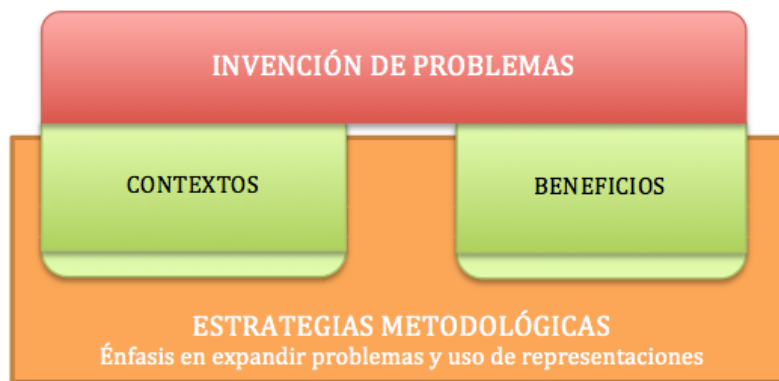 INVENCIÓN DE PROBLEMAS
CONTEXTOS
BENEFICIOS
ESTRATEGIAS METODOLÓGICAS
Énfasis en expandir problemas y uso de representaciones